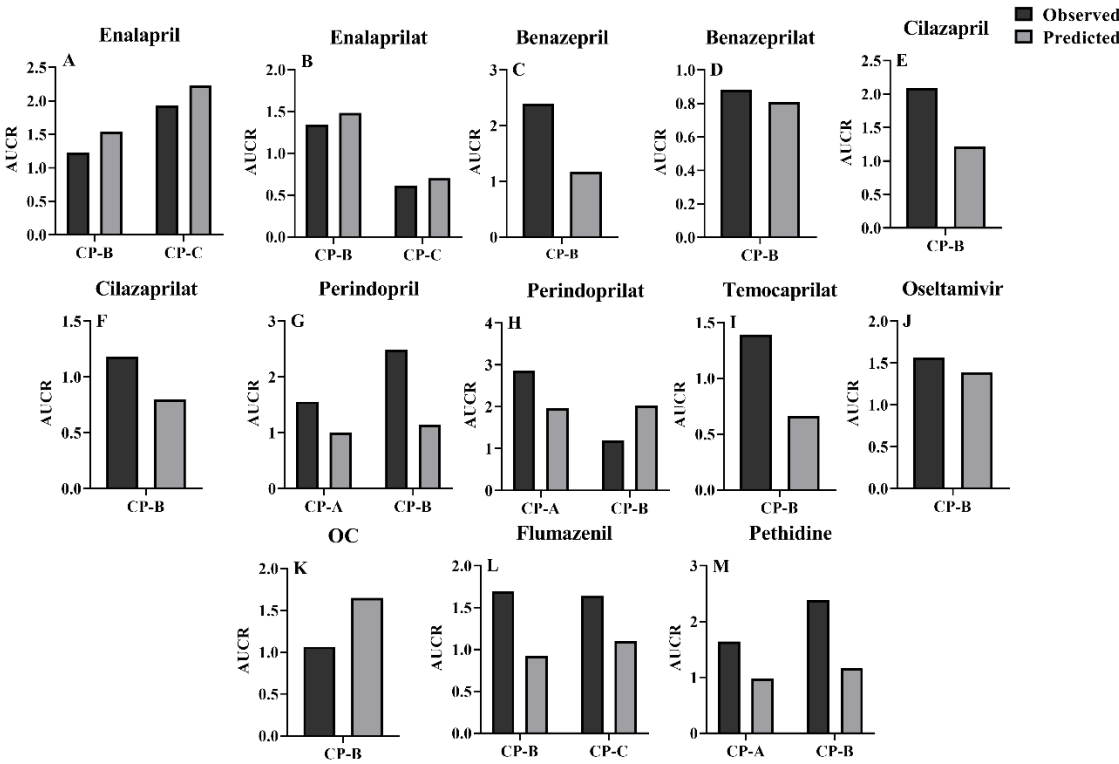 Observed
Predicted
Enalapril
A
AUCR
2.5
2.0
1.5
1.0
0.5
0.0
CP-B CP-C
Enalaprilat
B
AUCR
2.0
1.5
1.0
0.5
0.0
CP-B CP-C
Benazepril
C
AUCR
3
2
1
0
CP-B
Benazeprilat
D
AUCR
1.0
0.8
0.6
0.4
0.2
0.0
CP-B
Cilazapril
E
AUCR
2.5
2.0
1.5
1.0
0.5
0.0
CP-B
Cilazaprilat
F
AUCR
1.5
1.0
0.5
0.0
CP-B
Perindopril
G
AUCR
3
2
1
0
CP-A CP-B
Perindoprilat
H
AUCR
4
3
2
1
0
CP-A CP-B
Temocaprilat
I
AUCR
1.5
1.0
0.5
0.0
CP-B
Oseltamivir
J
AUCR
2.0
1.5
1.0
0.5
0.0
CP-B
OC
K
AUCR
2.0
1.5
1.0
0.5
0.0
CP-B
Flumazenil
L
AUCR
2.0
1.5
1.0
0.5
0.0
CP-B CP-C
Pethidine
M
AUCR
3
2
1
0
CP-A CP-B